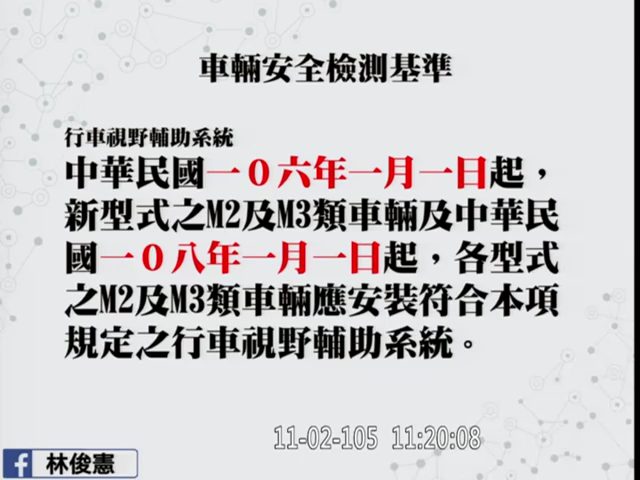 車輛安全檢測基準
行車視野輔助系統
中華民國一０六年一月一日起，
新型式之M2及M3類車輛及中華民
國一０八年一月一日起，各型式
之M2及M3類車輛應安裝符合本項
規定之行車視野輔助系統。
11-02-105 11:20:08
f 林俊憲